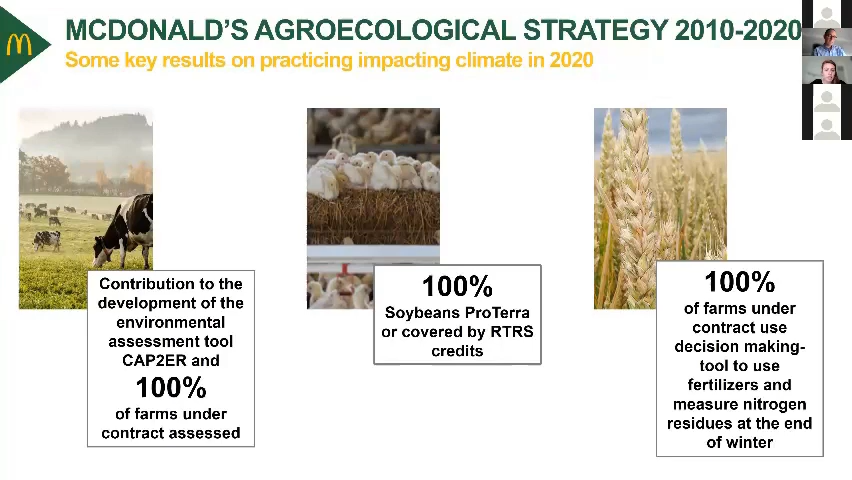 MCDONALD'S AGROECOLOGICAL STRATEGY 2010-2020
Some key results on practicing impacting climate in 2020
Contribution to the
development of the
environmental
assessment tool
CAP2ER and
100%
of farms under
contract assessed
100%
Soybeans ProTerra
or covered by RTRS
credits
100%
of farms under
contract use
decision making-
tool to use
fertilizers and
measure nitrogen
residues at the end
of winter